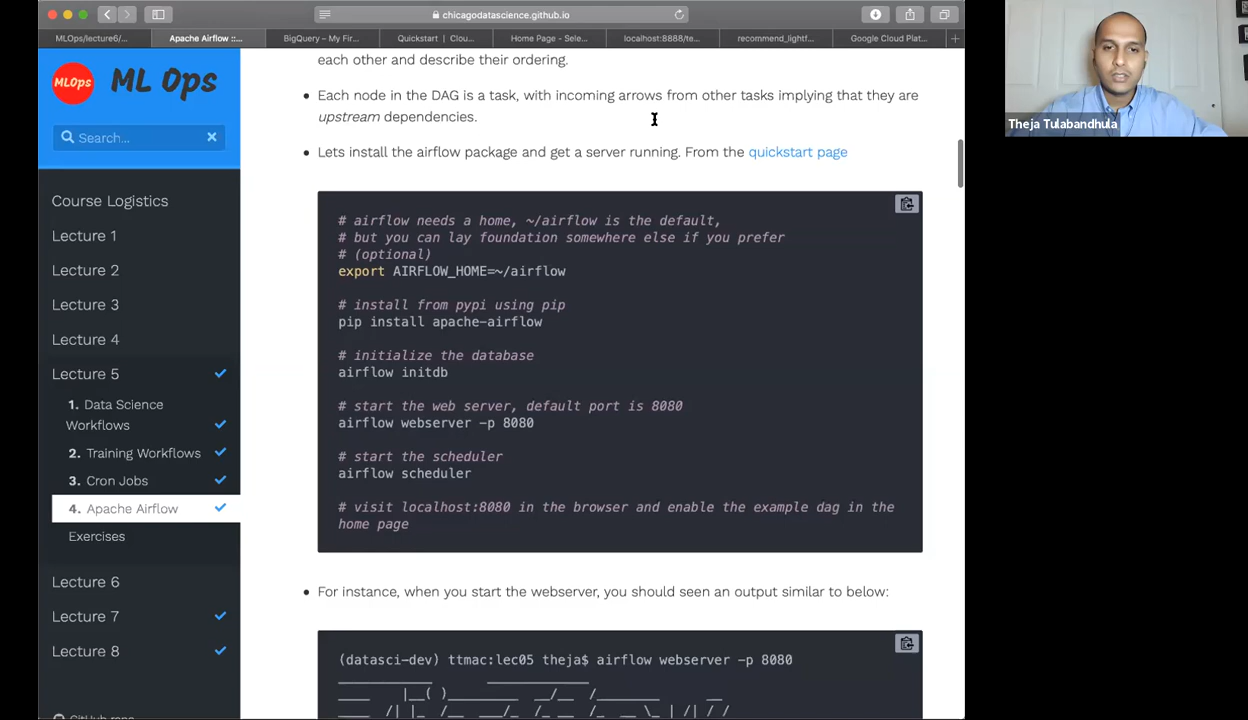 chicagodatascience.github.io
MLOps/lecture6/...
Apache Airflow ::...
BigQuery – My Fir...
Quickstart | Clou...
Home Page - Sele...
localhost:8888/te...
recommend_lightf...
Google Cloud Plat...
MLOps
ML Ops
Search...
Course Logistics
Lecture 1
Lecture 2
Lecture 3
Lecture 4
Lecture 5
1. Data Science
Workflows
2. Training Workflows
3. Cron Jobs
4. Apache Airflow
Exercises
Lecture 6
Lecture 7
Lecture 8
GitHub repo
each other and describe their ordering.
Each node in the DAG is a task, with incoming arrows from other tasks implying that they are
upstream dependencies.
Lets install the airflow package and get a server running. From the quickstart page
# airflow needs a home, ~/airflow is the default,
# but you can lay foundation somewhere else if you prefer
# (optional)
export AIRFLOW_HOME=~/airflow
# install from pypi using pip
pip install apache-airflow
# initialize the database
airflow initdb
# start the web server, default port is 8080
airflow webserver -p 8080
# start the scheduler
airflow scheduler
# visit localhost:8080 in the browser and enable the example dag in the
home page
For instance, when you start the webserver, you should seen an output similar to below:
(datasci-dev) ttmac:lec05 theja$ airflow webserver -p 8080
Theja Tulabandhula